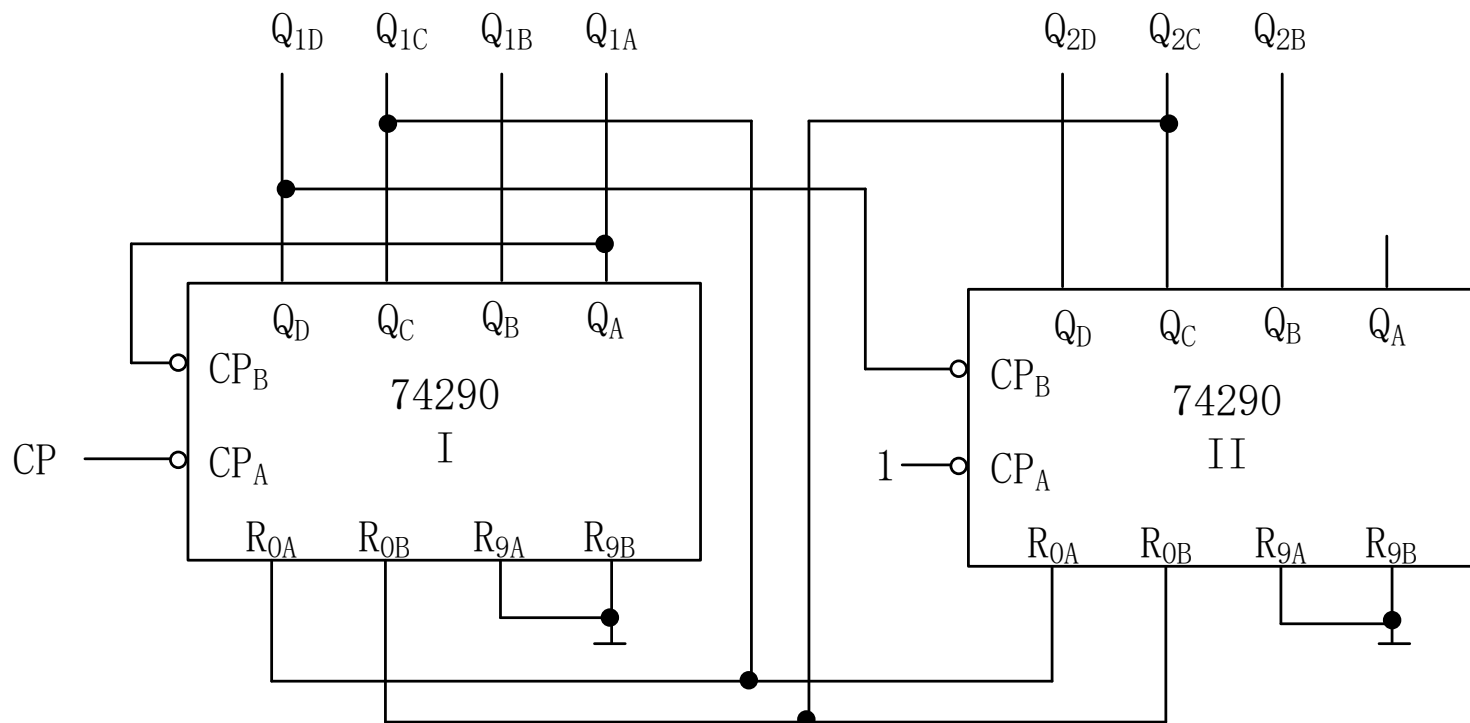 Q1D Q1C Q1B Q1A Q2D Q2C Q2B
QD QC QB QA QD QC QB QA
CPB CPB
74290 74290
CP CPA I 1 CPA II
R0A R0B R9A R9B R0A R0B R9A R9B